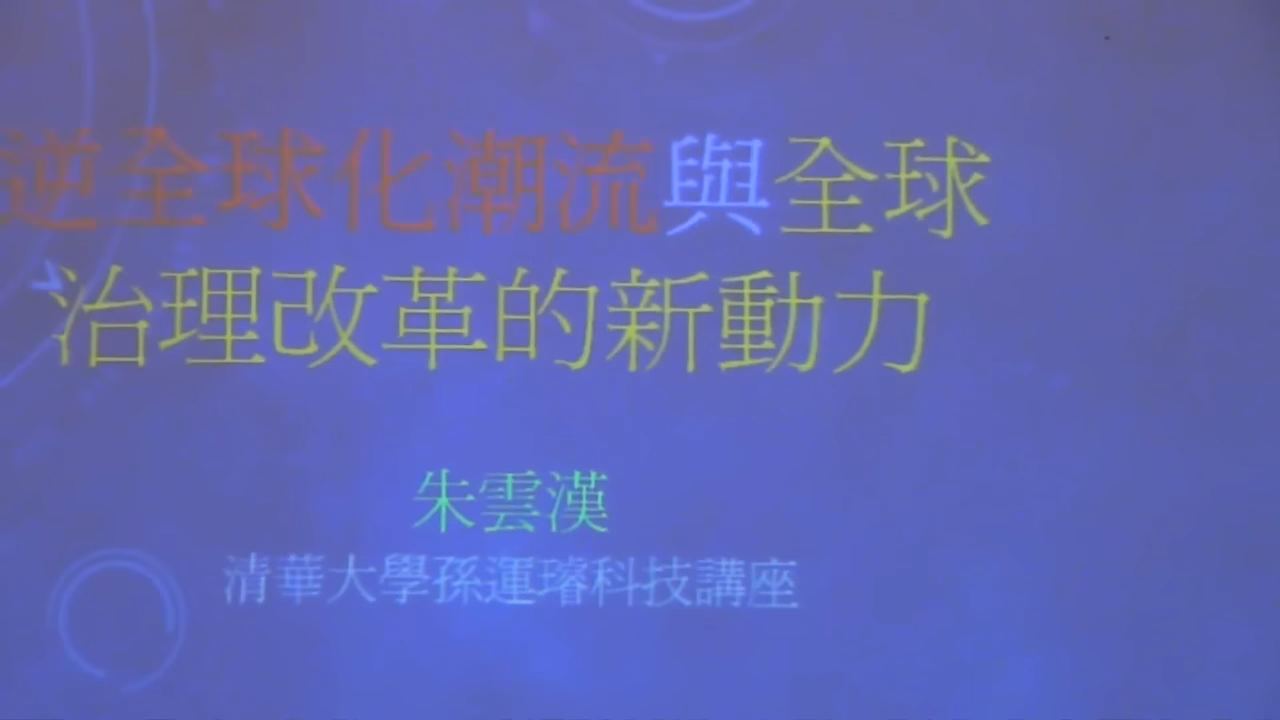 逆全球化潮流與全球
治理改革的新動力
朱雲漢
清華大學孫運璿科技講座